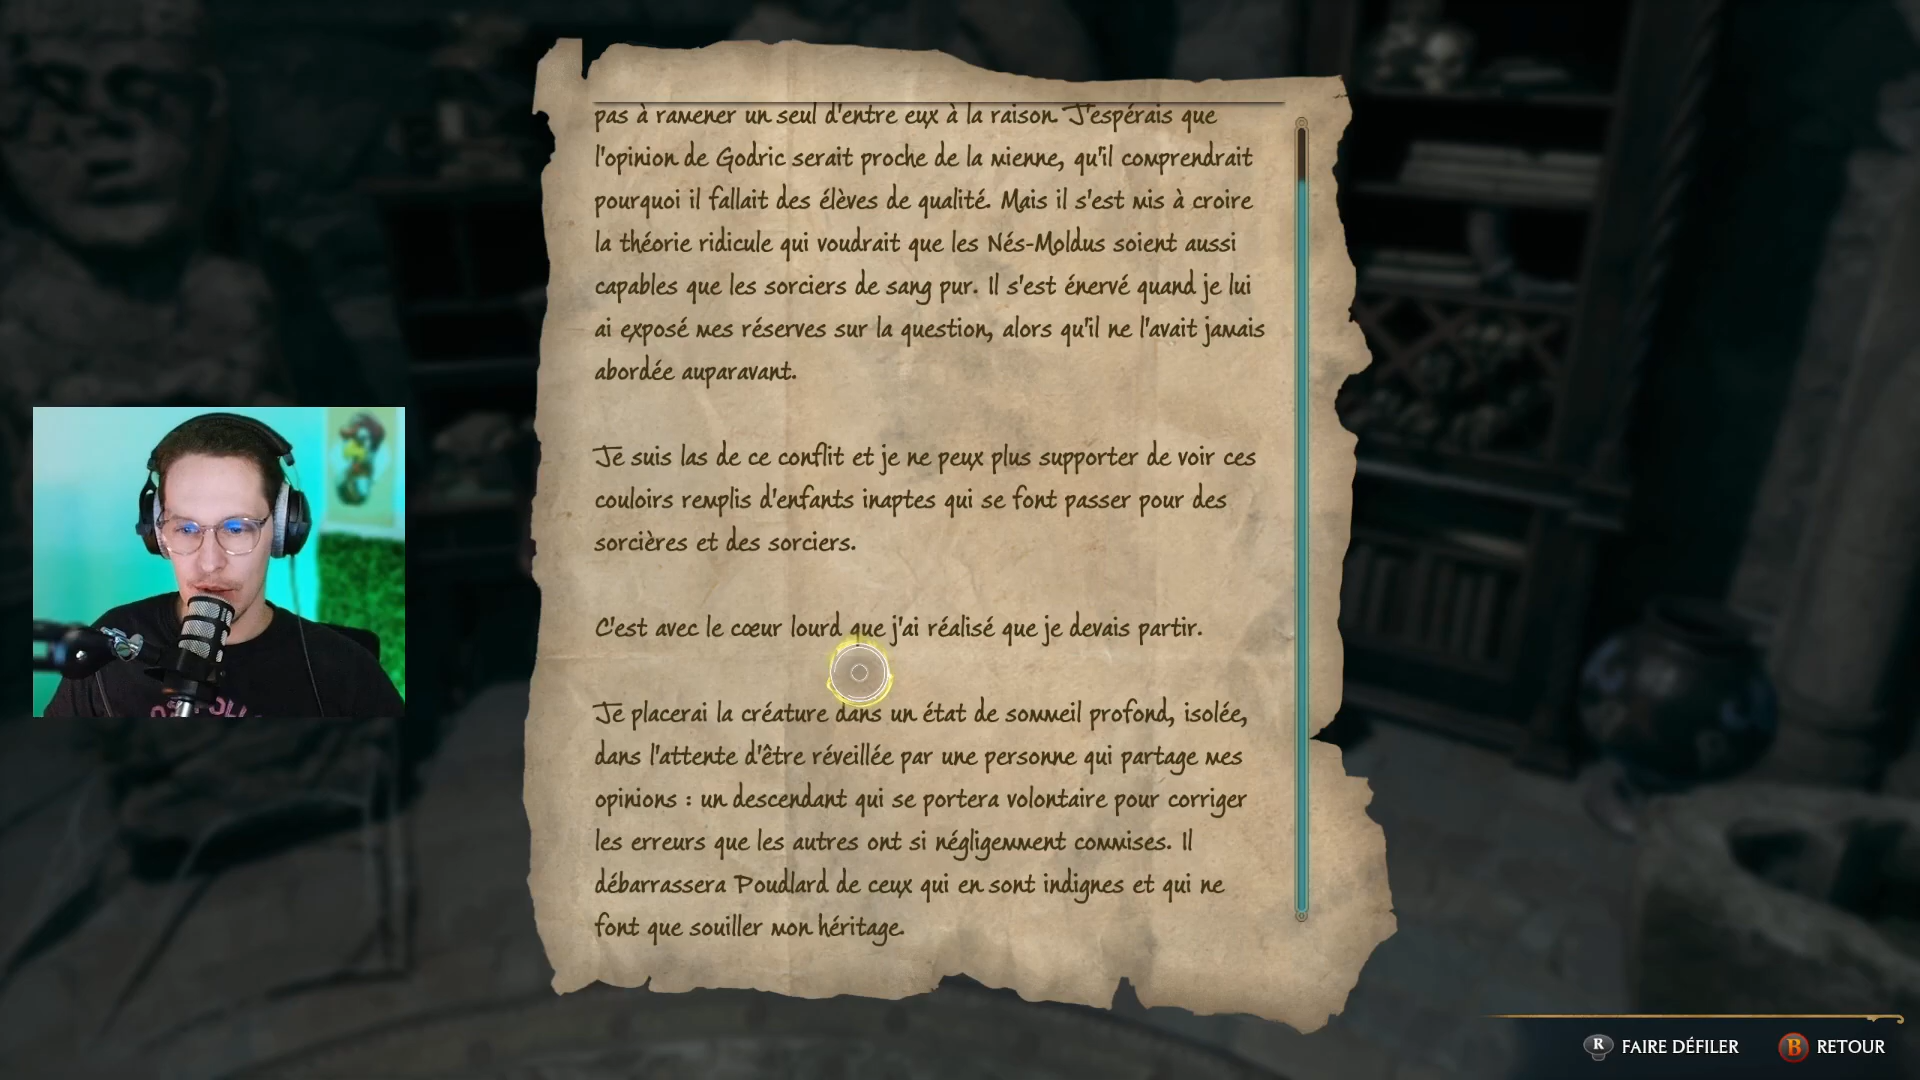 pas à ramener un seul d'entre eux à la raison. J'espérais que
l'opinion de Godric serait proche de la mienne, qu'il comprendrait
pourquoi il fallait des élèves de qualité. Mais il s'est mis à croire
la théorie ridicule qui voudrait que les Nés-Moldus soient aussi
capables que les sorciers de sang pur. Il s'est énervé quand je lui
ai exposé mes réserves sur la question, alors qu'il ne l'avait jamais
abordée auparavant.
Je suis las de ce conflit et je ne peux plus supporter de voir ces
couloirs remplis d'enfants inaptes qui se font passer pour des
sorcières et des sorciers.
C'est avec le cœur lourd que j'ai réalisé que je devais partir.
Je placerai la créature dans un état de sommeil profond, isolée,
dans l'attente d'être réveillée par une personne qui partage mes
opinions : un descendant qui se portera volontaire pour corriger
les erreurs que les autres ont si négligemment commises. Il
débarrassera Poudlard de ceux qui en sont indignes et qui ne
font que souiller mon héritage.
R FAIRE DÉFILER B RETOUR